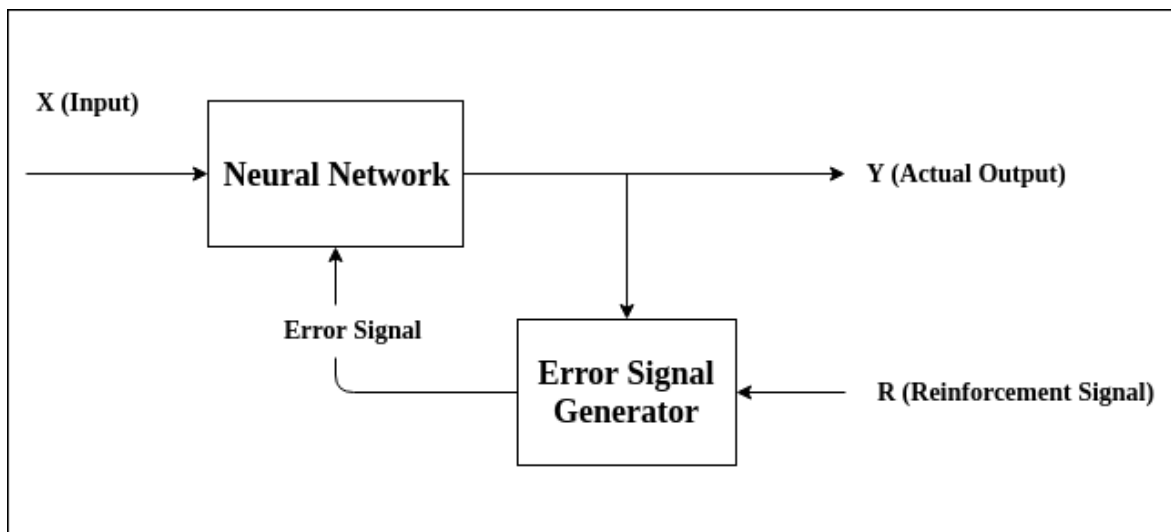 X (Input)
Neural Network
Y (Actual Output)
Error Signal
Error Signal
Generator
R (Reinforcement Signal)